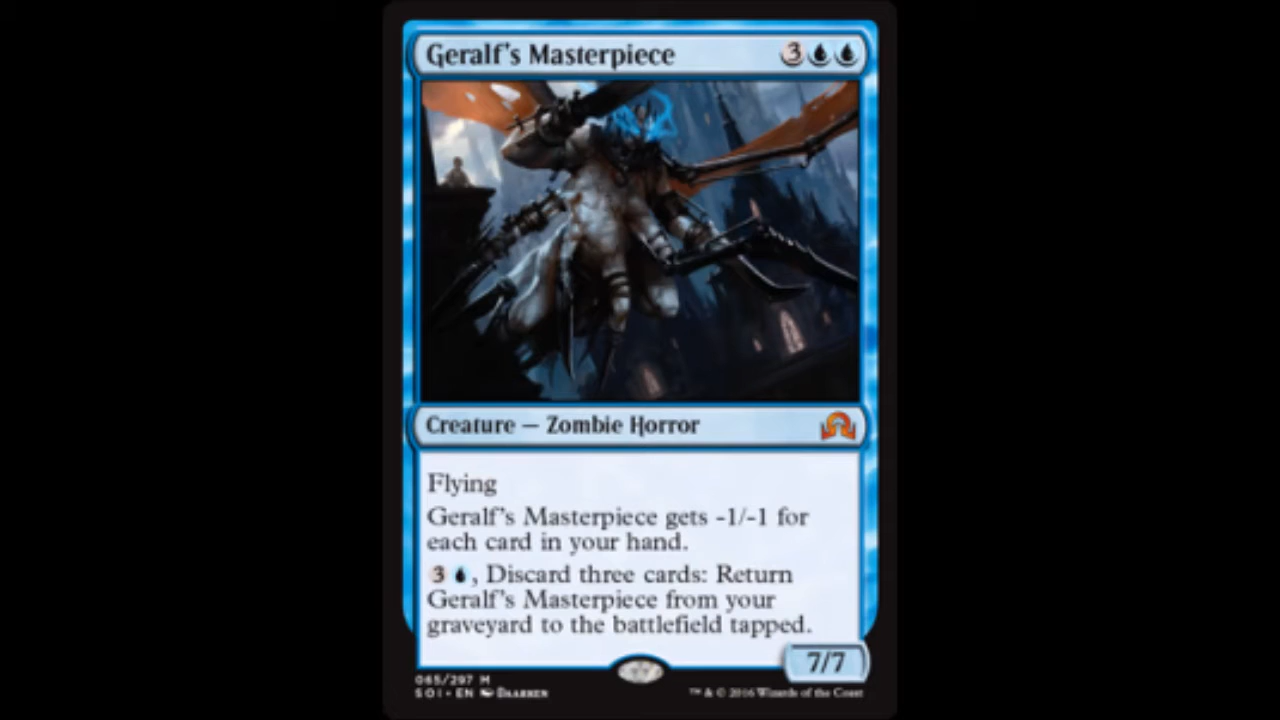 Geralf's Masterpiece 3
Creature — Zombie Horror
Flying
Geralf's Masterpiece gets -1/-1 for
each card in your hand.
3 , Discard three cards: Return
Geralf's Masterpiece from your
graveyard to the battlefield tapped.
7/7
065/297 M
SOI • EN Daarken
™ & © 2016 Wizards of the Coast